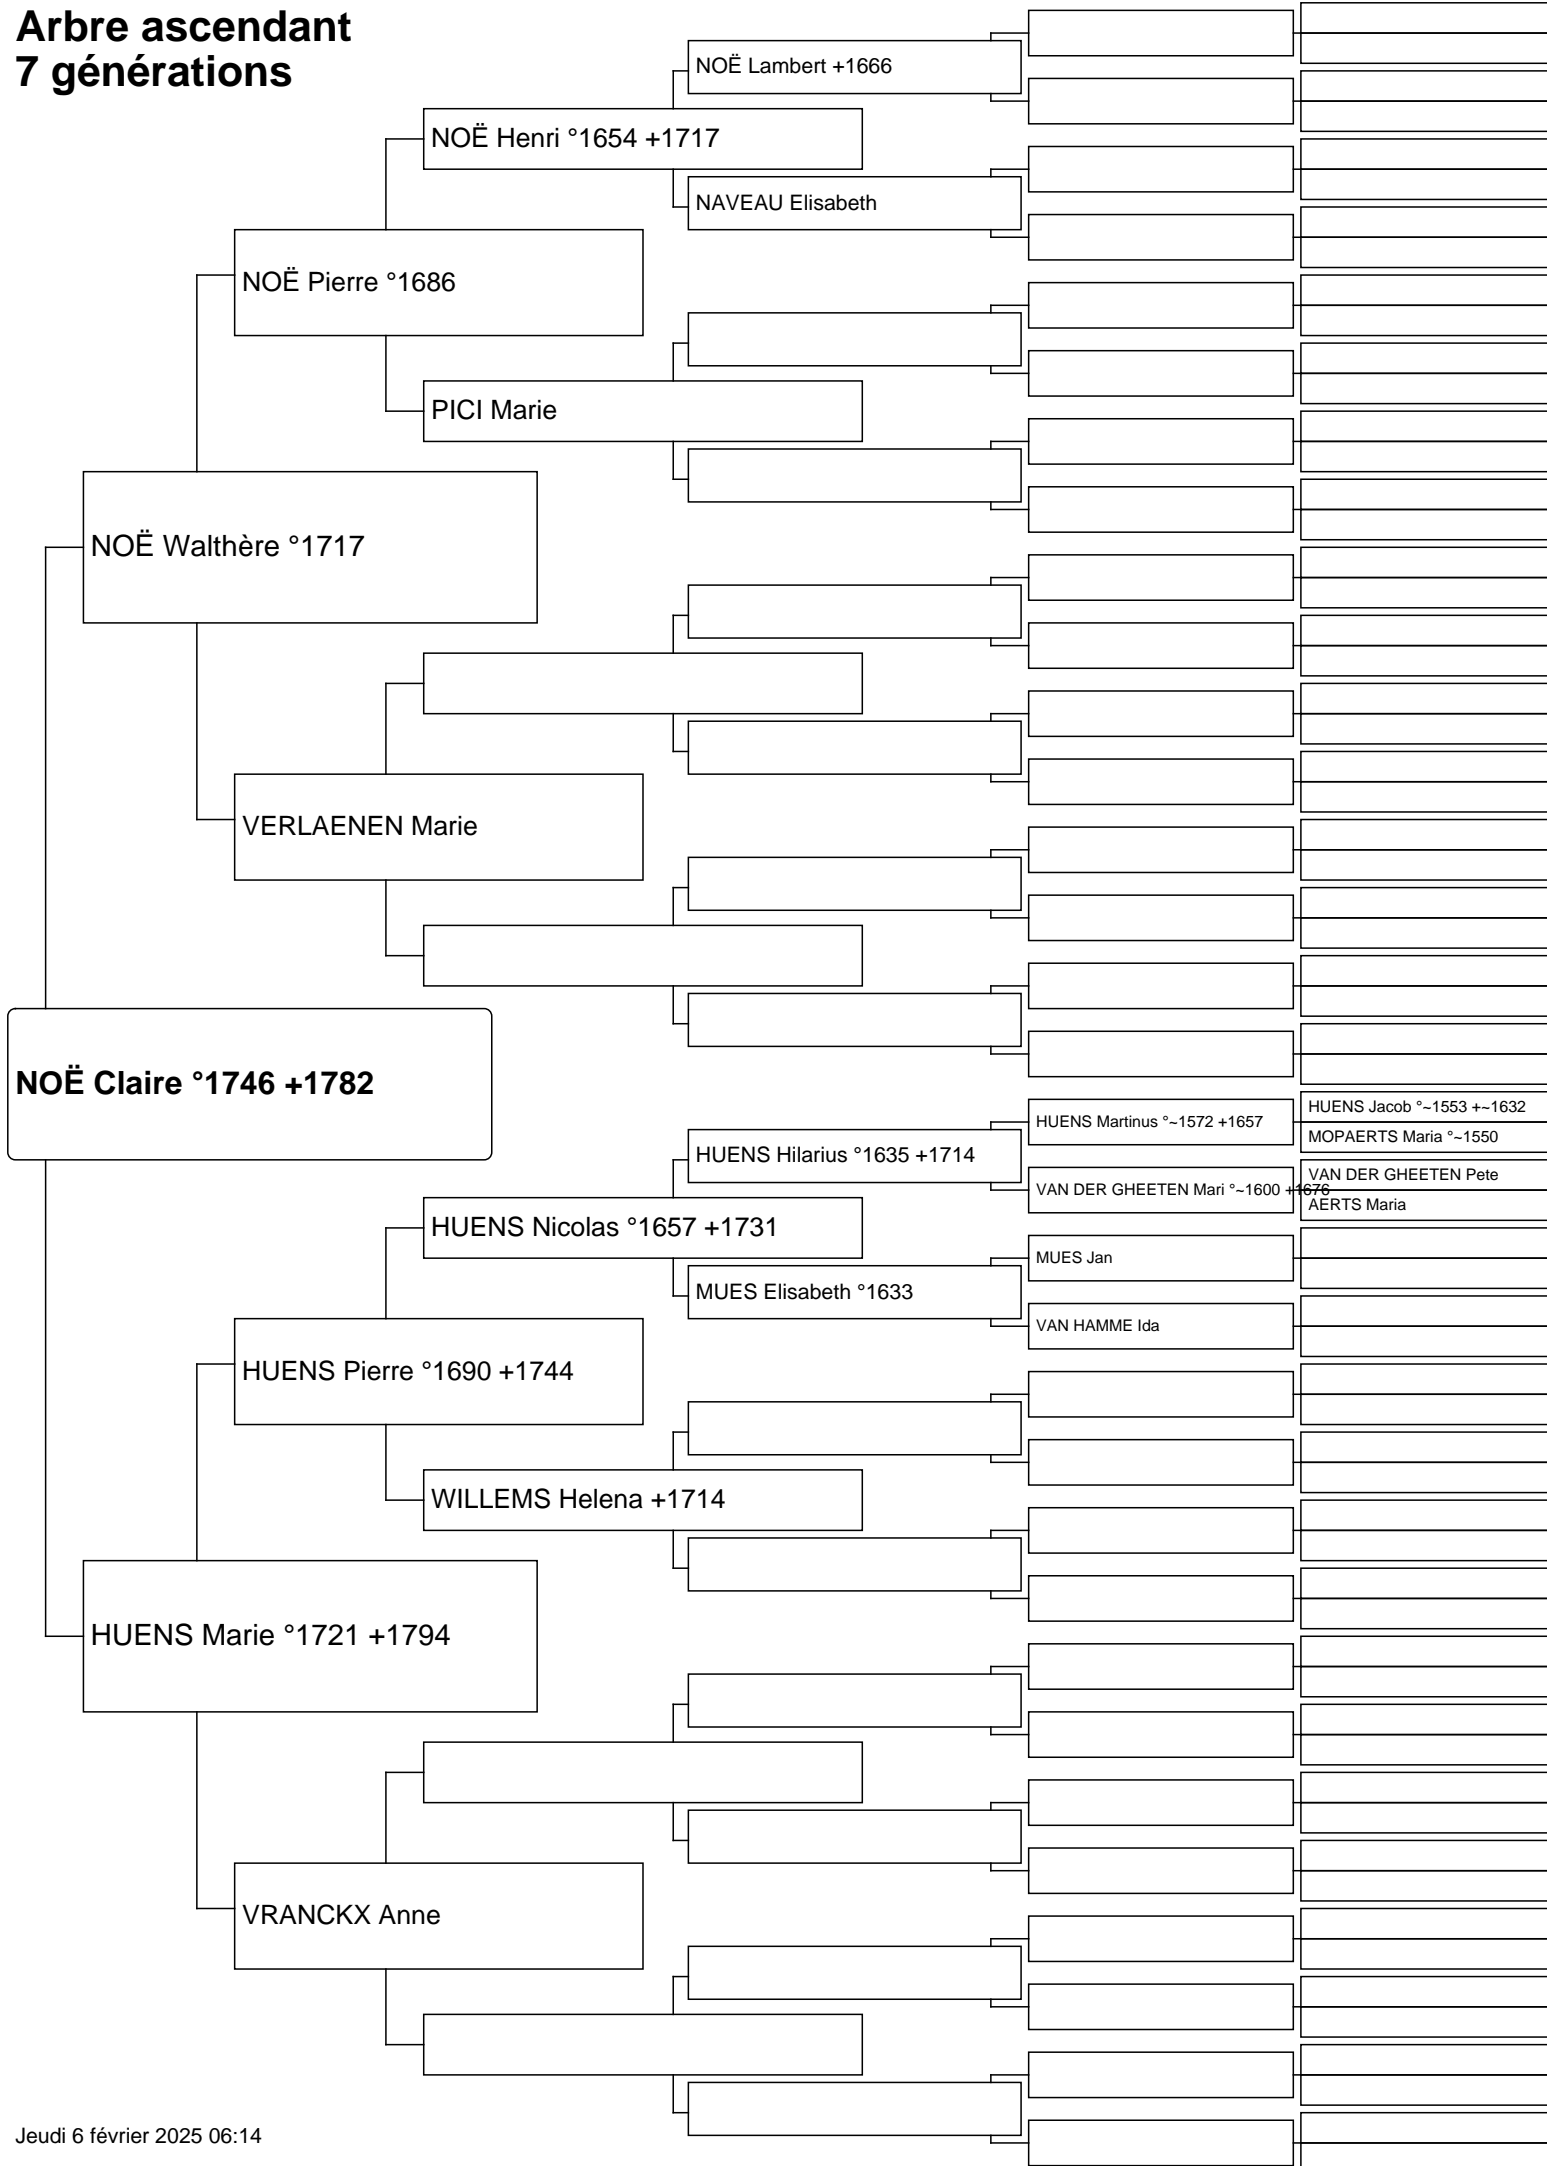 Arbre ascendant
7 générations
NOË Lambert +1666
NOË Henri °1654 +1717
NAVEAU Elisabeth
NOË Pierre °1686
PICI Marie
NOË Walthère °1717
VERLAENEN Marie
NOË Claire °1746 +1782
HUENS Jacob °~1553 +~1632
HUENS Martinus °~1572 +1657
MOPAERTS Maria °~1550
HUENS Hilarius °1635 +1714
VAN DER GHEETEN Pete
VAN DER GHEETEN Mari °~1600 +1676
AERTS Maria
HUENS Nicolas °1657 +1731
MUES Jan
MUES Elisabeth °1633
VAN HAMME Ida
HUENS Pierre °1690 +1744
WILLEMS Helena +1714
HUENS Marie °1721 +1794
VRANCKX Anne
Jeudi 6 février 2025 06:14